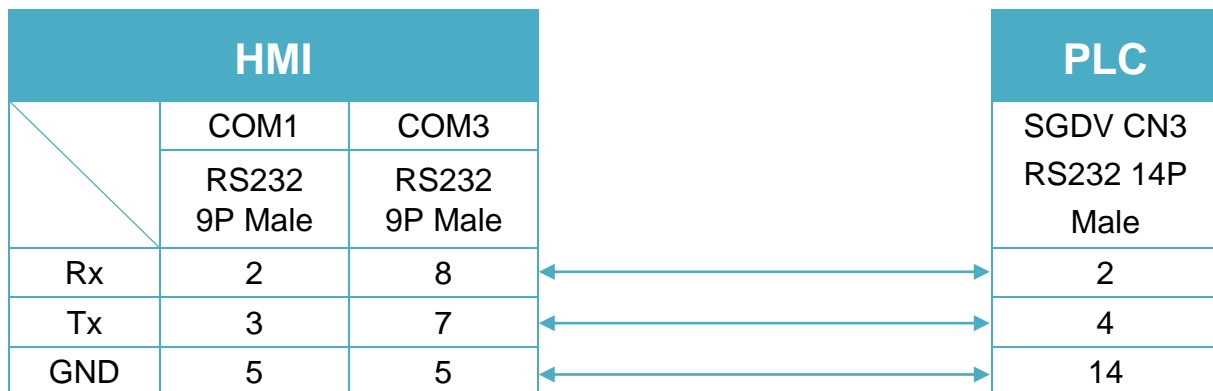 HMI PLC
COM1 COM3 SGDV CN3
RS232 RS232 RS232 14P
9P Male 9P Male Male
Rx 2 8 2
Tx 3 7 4
GND 5 5 14